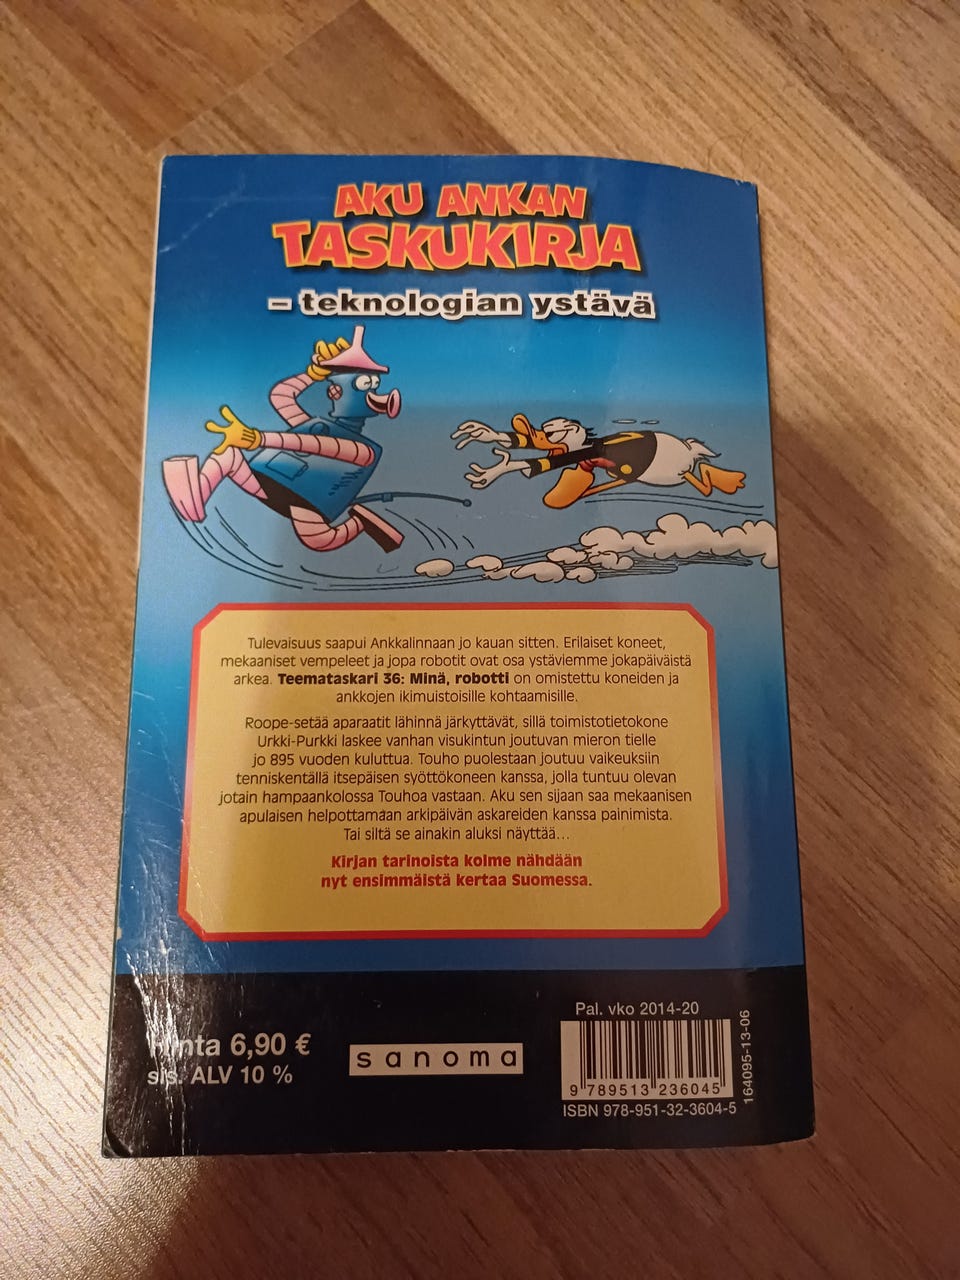 AKU ANKAN
TASKUKIRJA
– teknologian ystävä
Tulevaisuus saapui Ankkalinnaan jo kauan sitten. Erilaiset koneet,
mekaaniset vempeleet ja jopa robotit ovat osa ystäviemme jokapäiväistä
arkea. Teemataskari 36: Minä, robotti on omistettu koneiden ja
ankkojen ikimuistoisille kohtaamisille.
Roope-setää aparaatit lähinnä järkyttävät, sillä toimistotietokone
Urkki-Purkki laskee vanhan visukintun joutuvan mieron tielle
jo 895 vuoden kuluttua. Touho puolestaan joutuu vaikeuksiin
tenniskentällä itsepäisen syöttökoneen kanssa, jolla tuntuu olevan
jotain hampaankolossa Touhoa vastaan. Aku sen sijaan saa mekaanisen
apulaisen helpottamaan arkipäivän askareiden kanssa painimista.
Tai siltä se ainakin aluksi näyttää...
Kirjan tarinoista kolme nähdään
nyt ensimmäistä kertaa Suomessa.
Hinta 6,90 €
sis. ALV 10 %
sanoma
Pal. vko 2014-20
9 789513 236045
ISBN 978-951-32-3604-5
164095-13-06